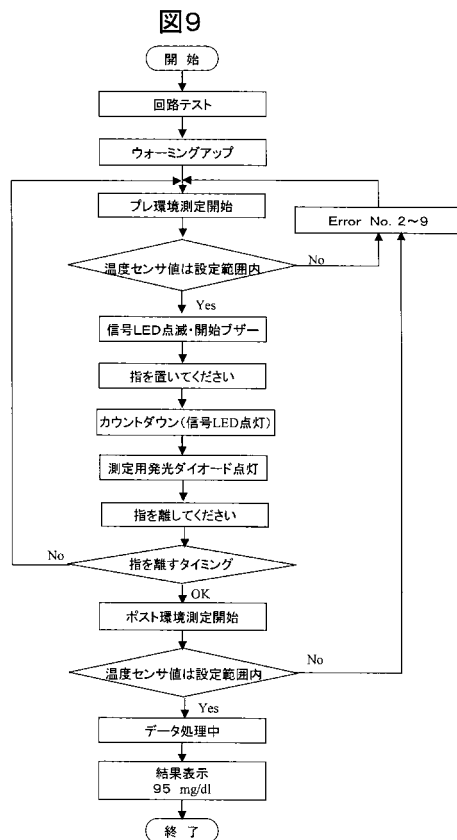 図9
開 始
回路テスト
ウォーミングアップ
プレ環境測定開始
Error No. 2～9
温度センサ値は設定範囲内
No
Yes
信号LED点滅・開始ブザー
指を置いてください
カウントダウン(信号LED点灯)
測定用発光ダイオード点灯
指を離してください
No
指を離すタイミング
OK
ポスト環境測定開始
温度センサ値は設定範囲内
No
Yes
データ処理中
結果表示
95 mg/dl
終 了